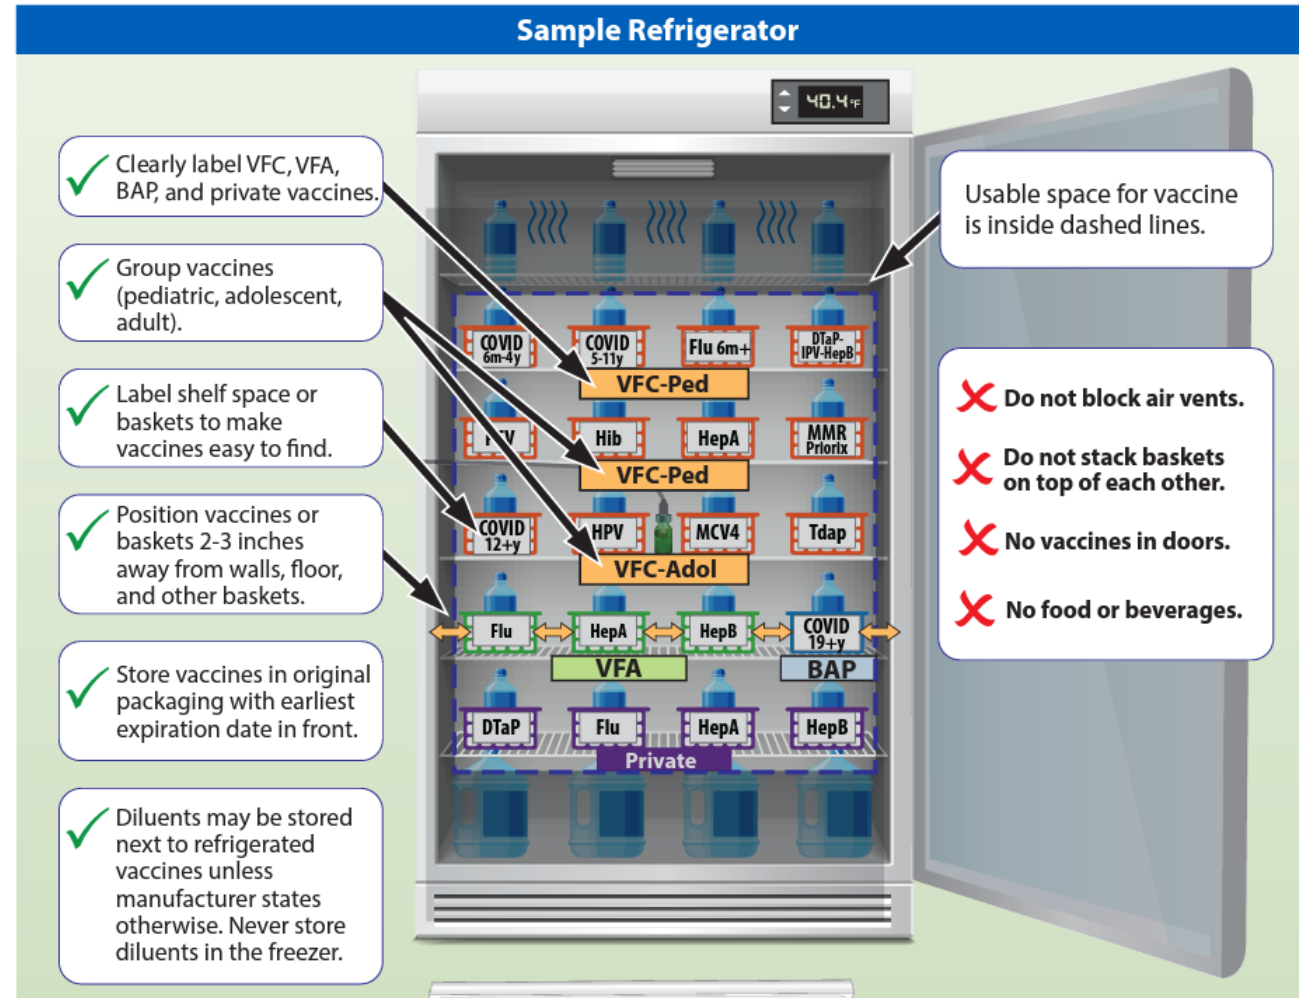 Sample Refrigerator
40.4°F
Clearly label VFC, VFA,
BAP, and private vaccines.
Group vaccines
(pediatric, adolescent,
adult).
Label shelf space or
baskets to make
vaccines easy to find.
Position vaccines or
baskets 2-3 inches
away from walls, floor,
and other baskets.
Store vaccines in original
packaging with earliest
expiration date in front.
Diluents may be stored
next to refrigerated
vaccines unless
manufacturer states
otherwise. Never store
diluents in the freezer.
COVID
6m-4y
COVID
5-11y
Flu 6m+
DTaP-
IPV-HepB
VFC-Ped
Hib
HepA
MMR
Priorix
VFC-Ped
COVID
12+y
HPV
MCV4
Tdap
VFC-Adol
Flu
HepA
HepB
COVID
19+y
VFA
BAP
DTaP
Flu
HepA
HepB
Private
Usable space for vaccine
is inside dashed lines.
Do not block air vents.
Do not stack baskets
on top of each other.
No vaccines in doors.
No food or beverages.